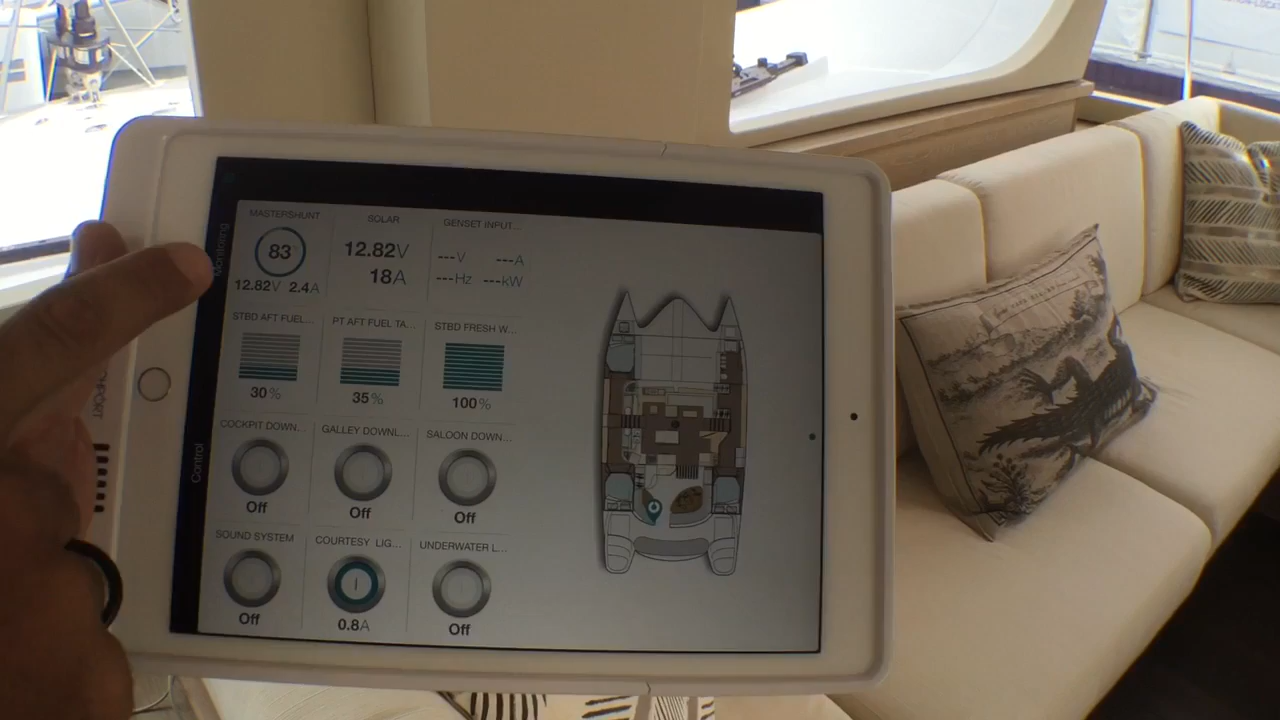 Monitoring
MASTERSHUNT
SOLAR
GENSET INPUT...
83
12.82V 2.4A
12.82V
18A
---V ---A
---Hz ---kW
STBD AFT FUEL...
PT AFT FUEL TA...
STBD FRESH W...
30%
35%
100%
Control
COCKPIT DOWN...
GALLEY DOWNL...
SALOON DOWN...
Off
Off
Off
SOUND SYSTEM
COURTESY LIG...
UNDERWATER L...
Off
0.8A
Off